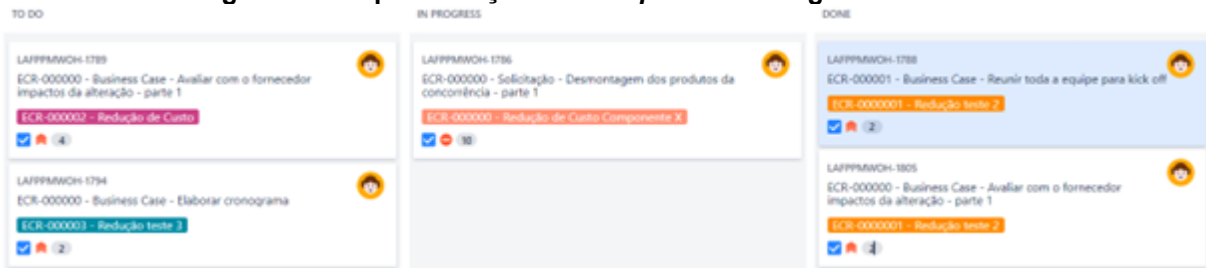 TO DO
LAFPPMWOH-1789
ECR-000000 - Business Case - Avaliar com o fornecedor
impactos da alteração - parte 1
ECR-000002 - Redução de Custo
4
LAFPPMWOH-1794
ECR-000000 - Business Case - Elaborar cronograma
ECR-000003 - Redução teste 3
2
IN PROGRESS
LAFPPMWOH-1786
ECR-000000 - Solicitação - Desmontagem dos produtos da
concorrência - parte 1
ECR-000000 - Redução de Custo Componente X
10
DONE
LAFPPMWOH-1788
ECR-000001 - Business Case - Reunir toda a equipe para kick off
ECR-0000001 - Redução teste 2
2
LAFPPMWOH-1805
ECR-000000 - Business Case - Avaliar com o fornecedor
impactos da alteração - parte 1
ECR-0000001 - Redução teste 2